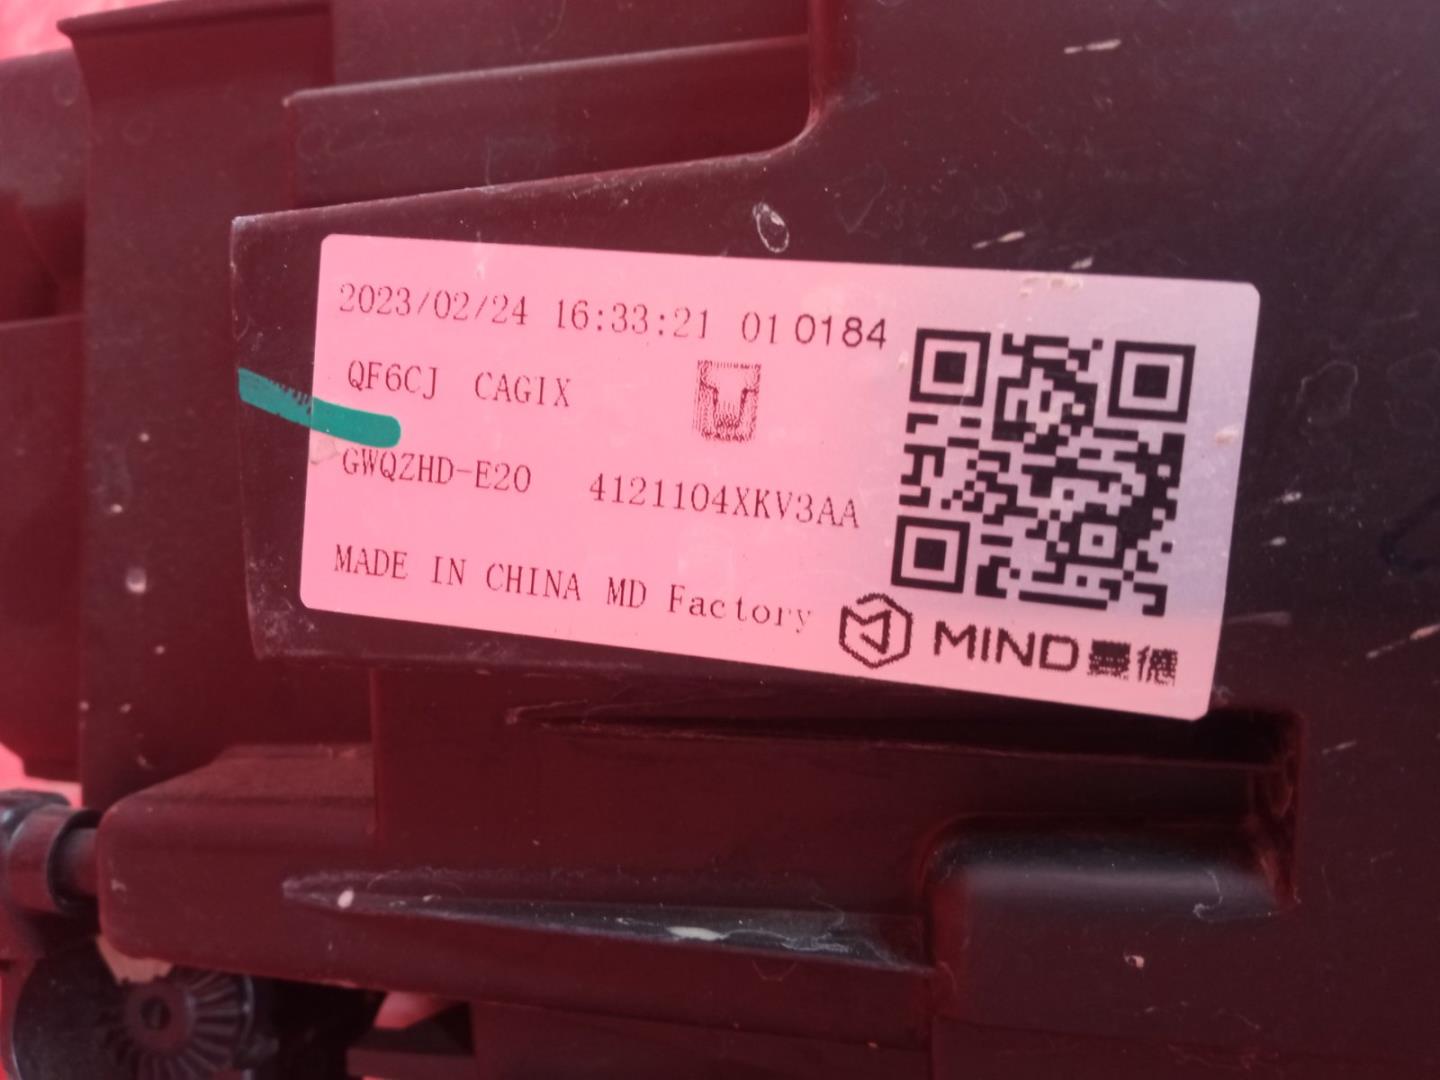 2023/02/24 16:33:21 01 0184
QF6CJ CAGIX
GWQZHD-E20 4121104XKV3AA
MADE IN CHINA MD Factory
MIND 曼德